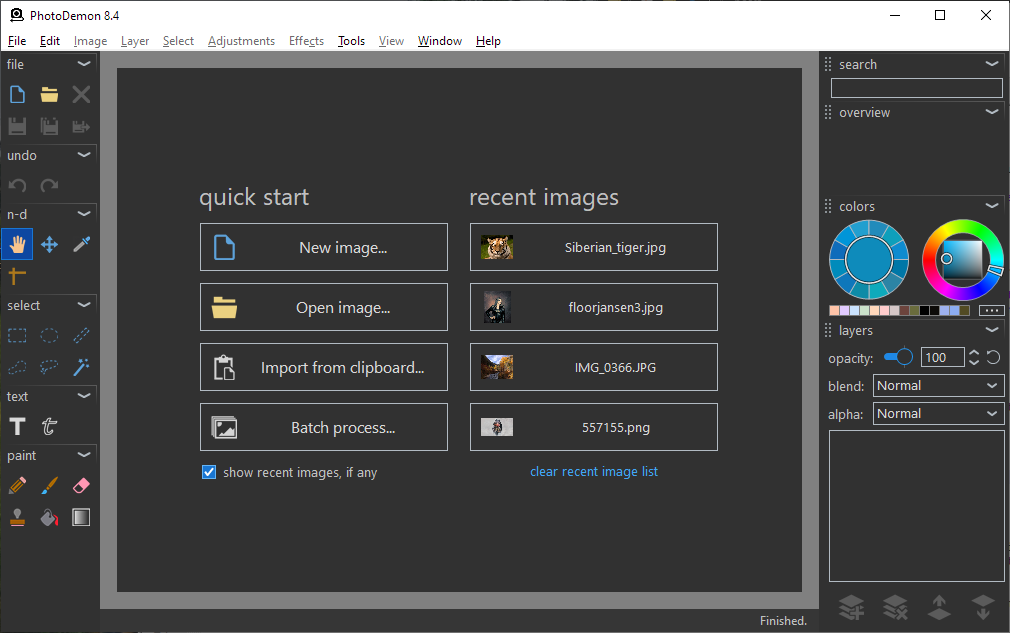 PhotoDemon 8.4
File Edit Image Layer Select Adjustments Effects Tools View Window Help
file
undo
n-d
select
text
paint
quick start
New image...
Open image...
Import from clipboard...
Batch process...
show recent images, if any
recent images
Siberian_tiger.jpg
floorjansen3.jpg
IMG_0366.JPG
557155.png
clear recent image list
search
overview
colors
layers
opacity: 100
blend: Normal
alpha: Normal
Finished.